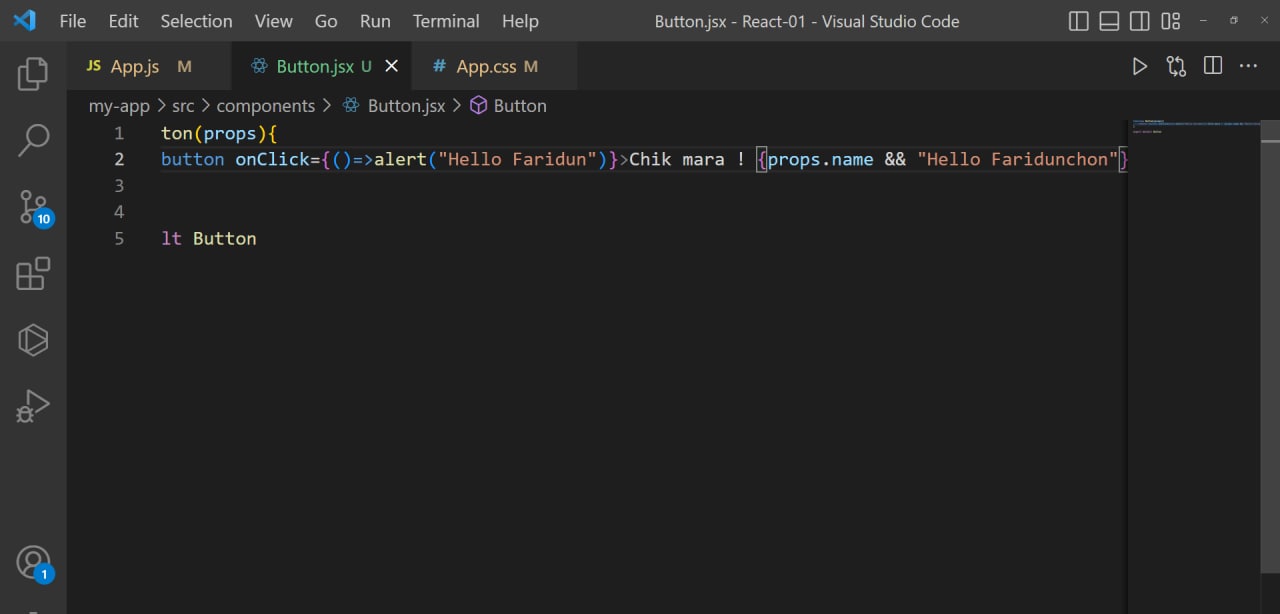 File Edit Selection View Go Run Terminal Help Button.jsx - React-01 - Visual Studio Code
JS App.js M Button.jsx U # App.css M
my-app > src > components > Button.jsx > Button
1 ton(props){
2 button onClick={()=>alert("Hello Faridun")}>Chik mara ! {props.name && "Hello Faridunchon"}
3
4
5 lt Button
10
1